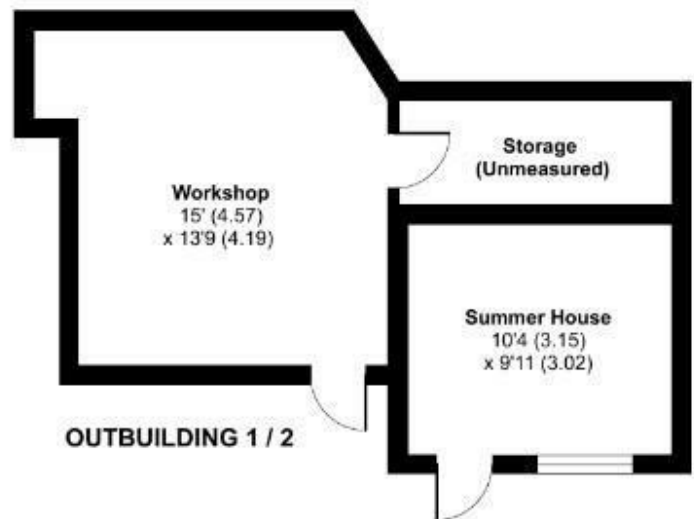 Storage
(Unmeasured)
Workshop
15' (4.57)
x 13'9 (4.19)
Summer House
10'4 (3.15)
x 9'11 (3.02)
OUTBUILDING 1 / 2